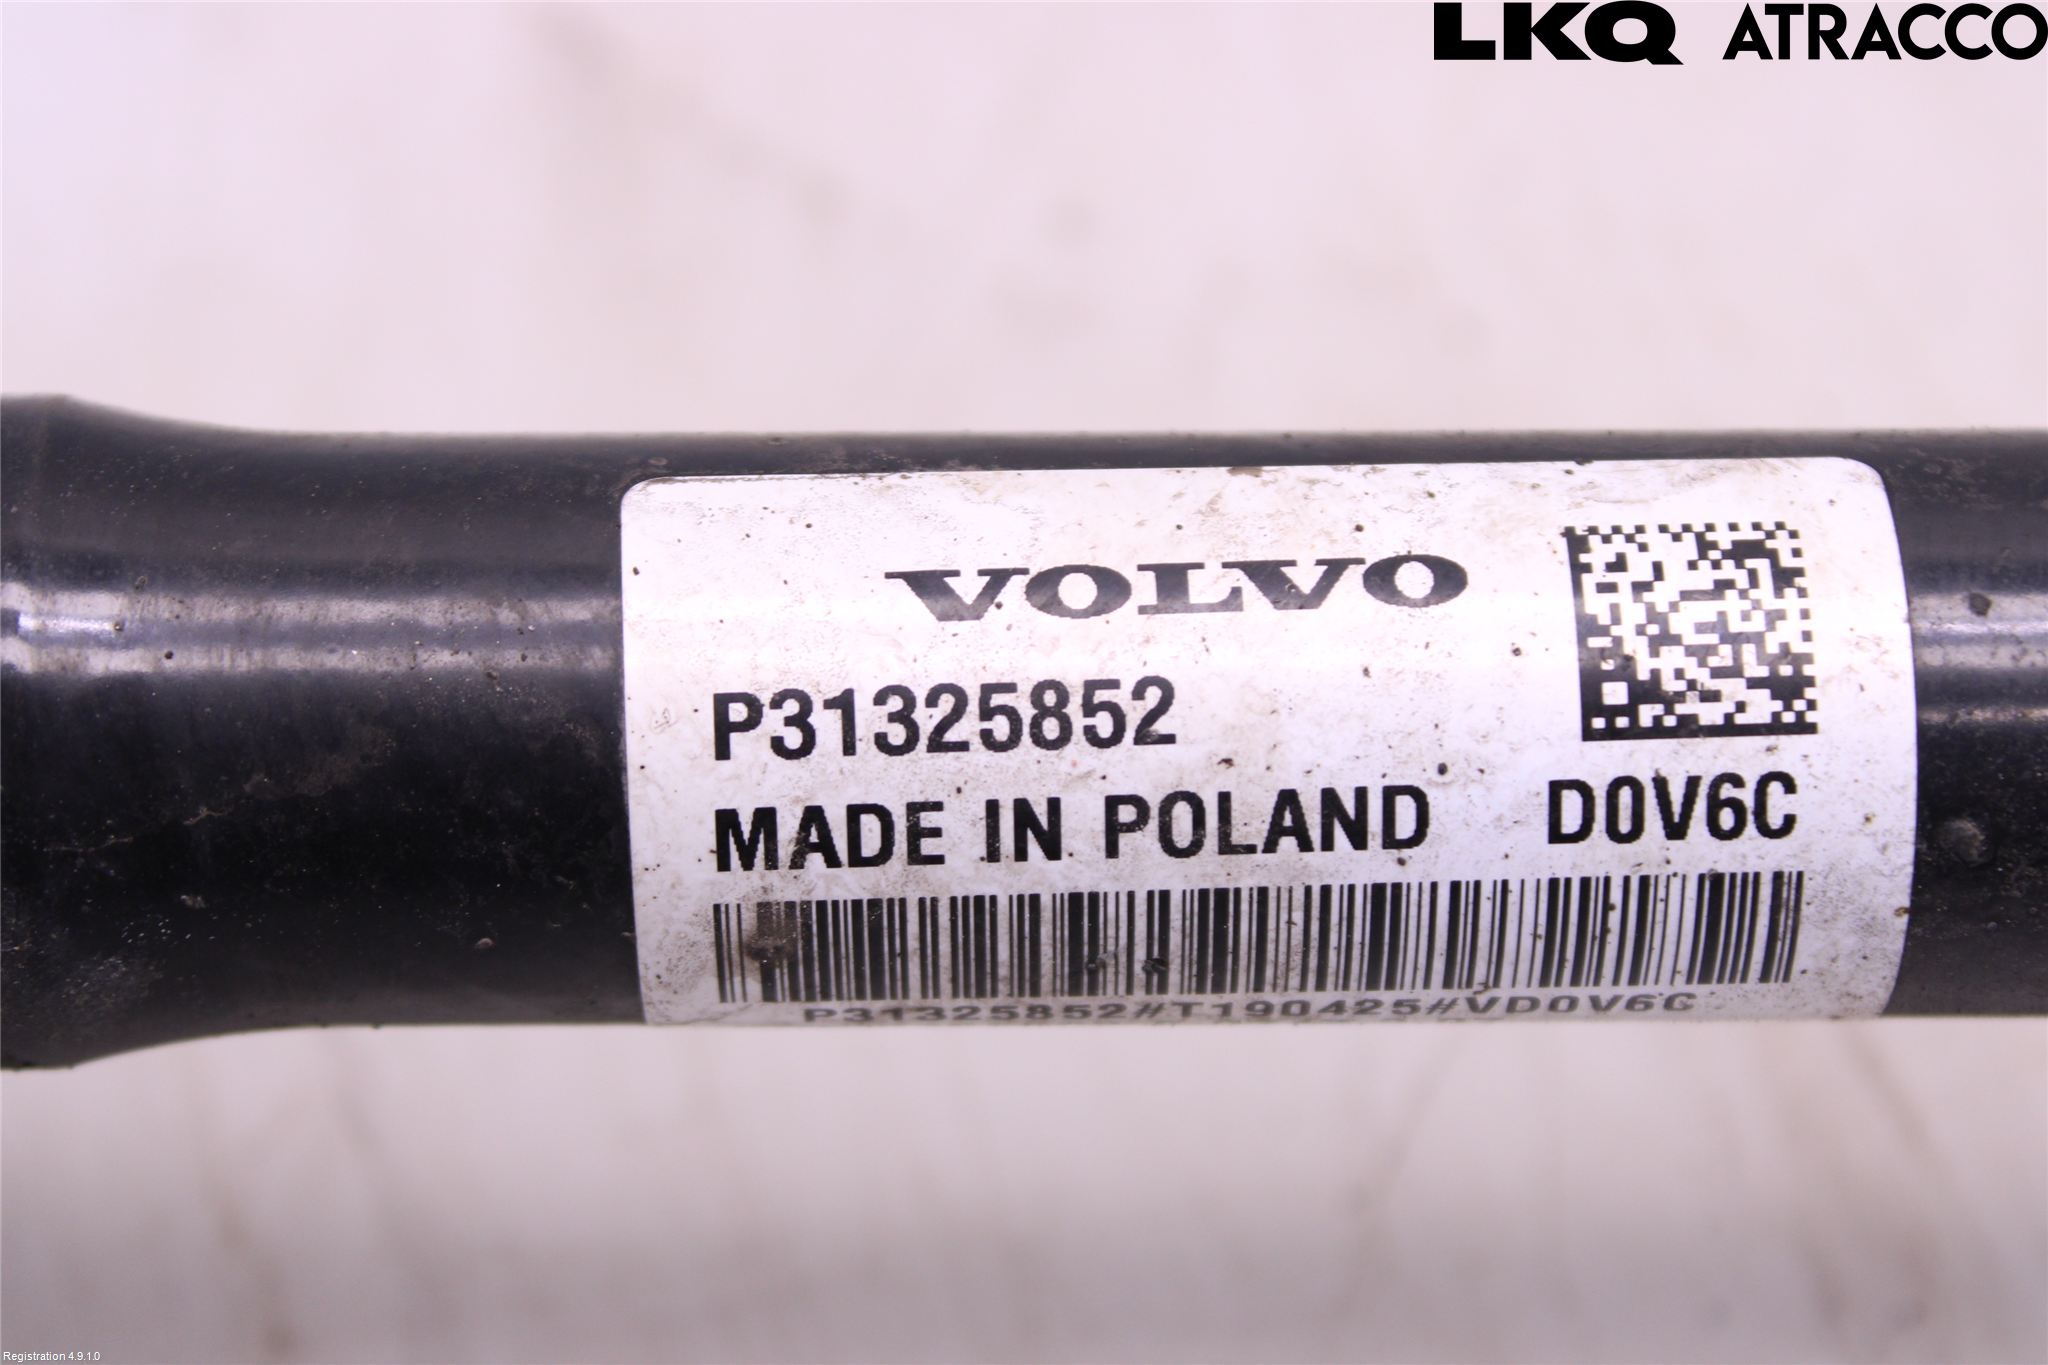 LKQ ATRACCO
VOLVO
P31325852
MADE IN POLAND D0V6C
P31325852#T190425#VD0V6C
Registration 4.9.1.0